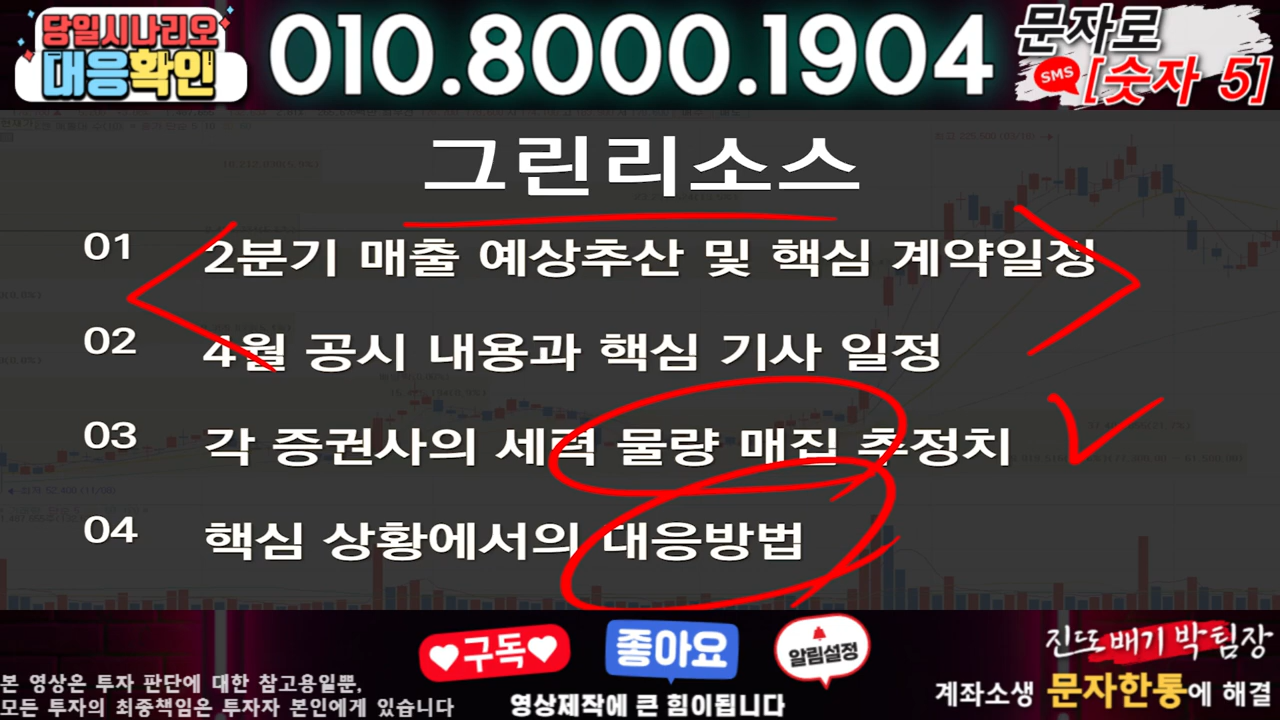 당일시나리오
대응확인
010.8000.1904
문자로
SMS
[숫자 5]
그린리소스
01 2분기 매출 예상추산 및 핵심 계약일정
02 4월 공시 내용과 핵심 기사 일정
03 각 증권사의 세력 물량 매진 추정치
04 핵심 상황에서의 대응방법
구독
좋아요
알림설정
영상제작에 큰 힘이됩니다
본 영상은 투자 판단에 대한 참고용일뿐,
모든 투자의 최종책임은 투자자 본인에게 있습니다
진또배기 박팀장
계좌소생 문자한통에 해결